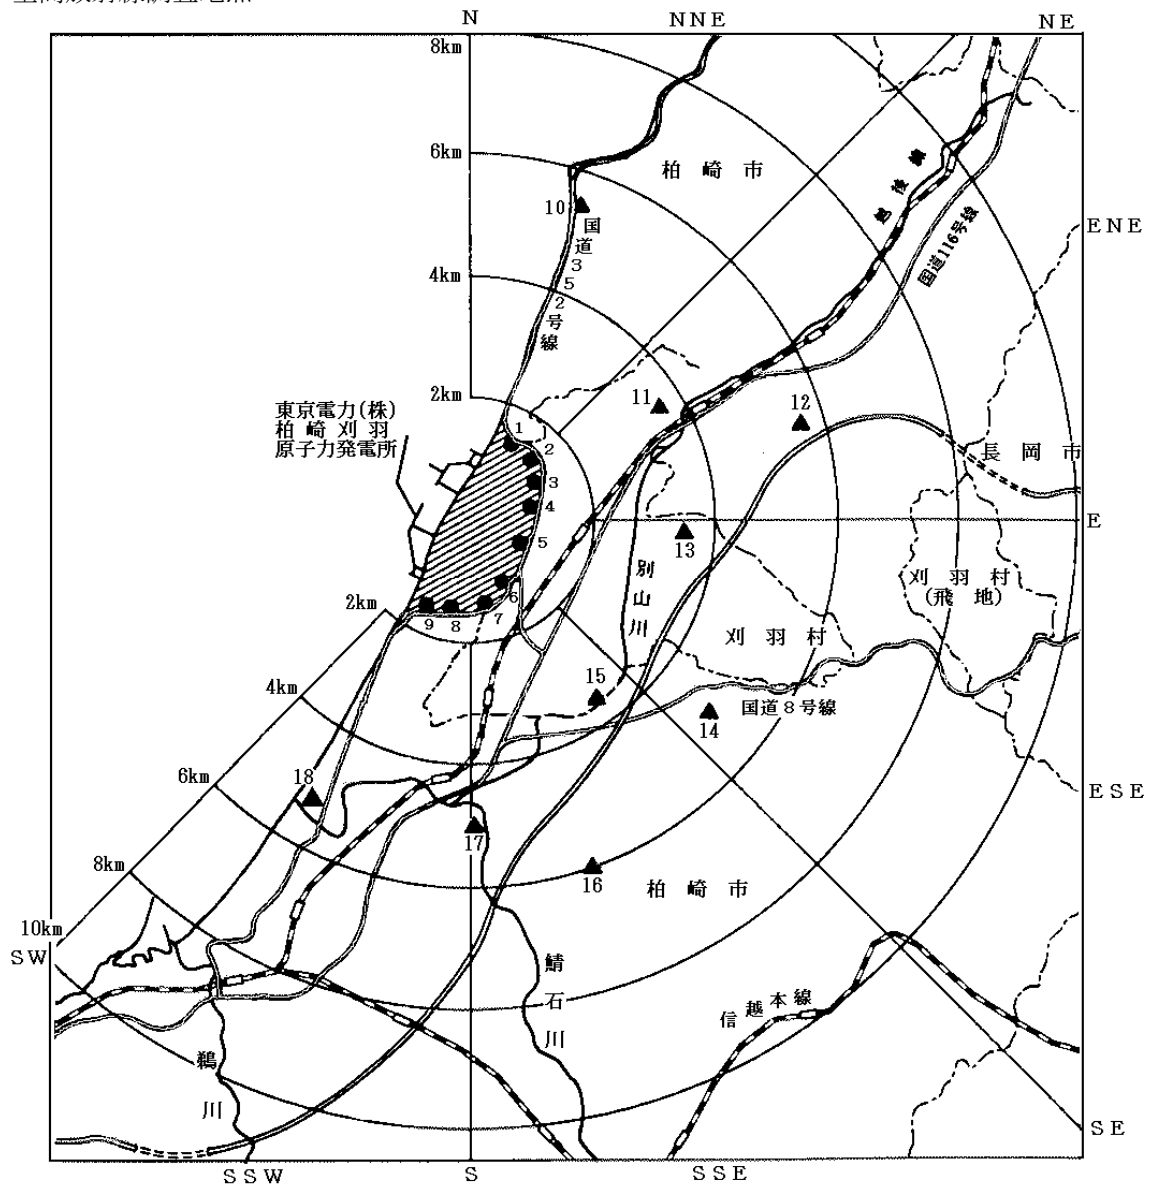 N
NNE
NE
8km
6km
柏崎市
越後線
ENE
10
国道352号線
国道116号線
4km
2km
11
12
東京電力(株)
柏崎刈羽
原子力発電所
1
2
3
4
5
6
7
8
9
長岡市
E
13
別山川
刈羽村
(飛地)
2km
刈羽村
15
14
国道8号線
4km
6km
18
ESE
17
16
8km
柏崎市
10km
SW
鯖石川
信越本線
鵜川
SE
SSW
S
SSE